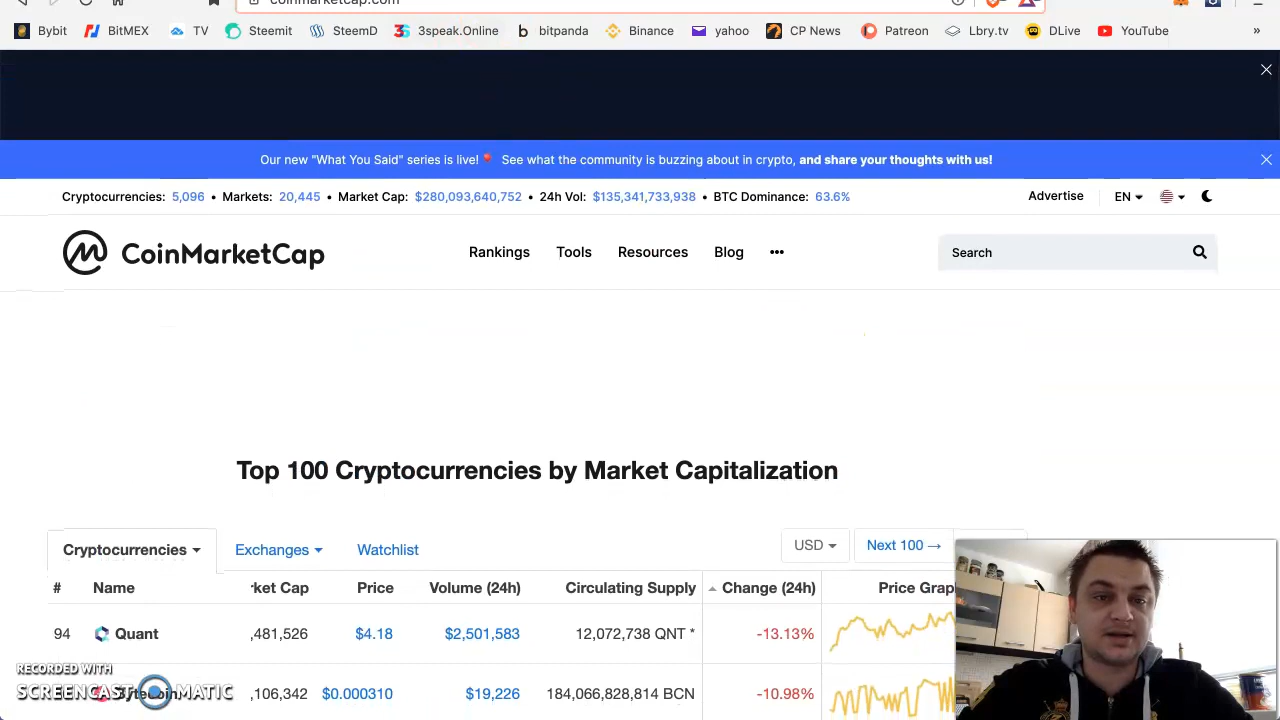 coinmarketcap.com
Bybit BitMEX TV Steemit SteemD 3speak.Online bitpanda Binance yahoo CP News Patreon Lbry.tv DLive YouTube »
Our new "What You Said" series is live! See what the community is buzzing about in crypto, and share your thoughts with us!
Cryptocurrencies: 5,096 • Markets: 20,445 • Market Cap: $280,093,640,752 • 24h Vol: $135,341,733,938 • BTC Dominance: 63.6% Advertise EN
CoinMarketCap Rankings Tools Resources Blog ••• Search
Top 100 Cryptocurrencies by Market Capitalization
Cryptocurrencies Exchanges Watchlist USD Next 100 →
# Name rket Cap Price Volume (24h) Circulating Supply Change (24h) Price Grap
94 Quant ,481,526 $4.18 $2,501,583 12,072,738 QNT * -13.13%
RECORDED WITH
SCREENCAST MATIC
,106,342 $0.000310 $19,226 184,066,828,814 BCN -10.98%